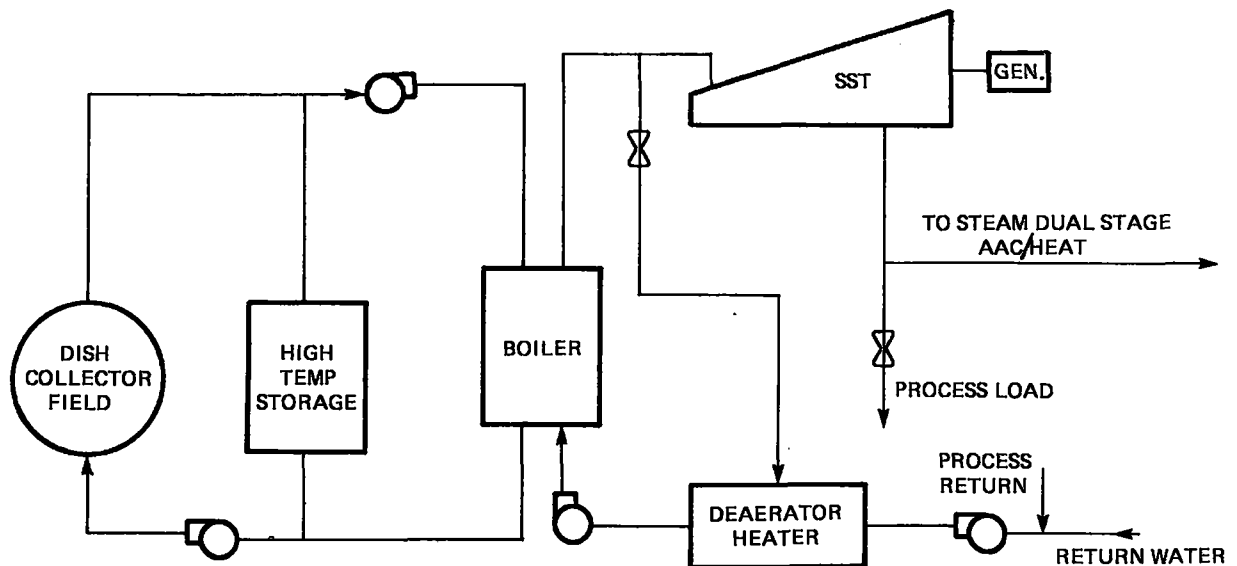 SST
GEN.
TO STEAM DUAL STAGE
AAC/HEAT
DISH
COLLECTOR
FIELD
HIGH
TEMP
STORAGE
BOILER
PROCESS LOAD
PROCESS
RETURN
DEAERATOR
HEATER
RETURN WATER